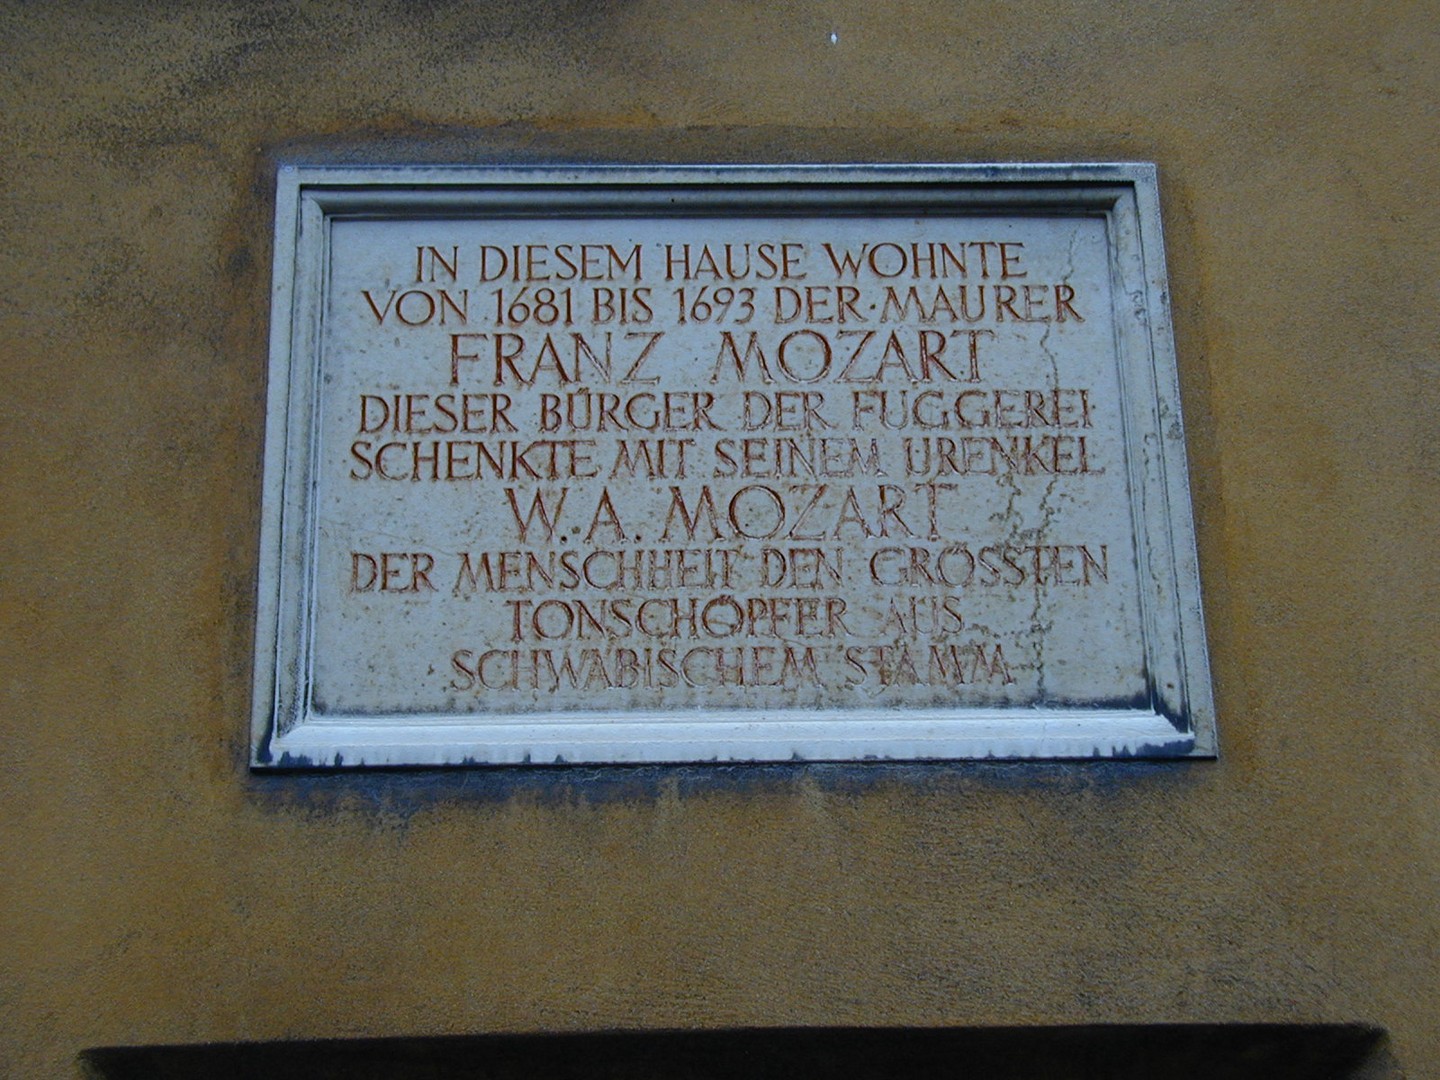 IN DIESEM HAUSE WOHNTE
VON 1681 BIS 1693 DER·MAURER
FRANZ MOZART
DIESER BÜRGER DER FUGGEREI·
SCHENKTE MIT SEINEM URENKEL
W.A. MOZART
DER MENSCHHEIT DEN GRÖSSTEN
TONSCHÖPFER AUS
SCHWÄBISCHEM STAMM